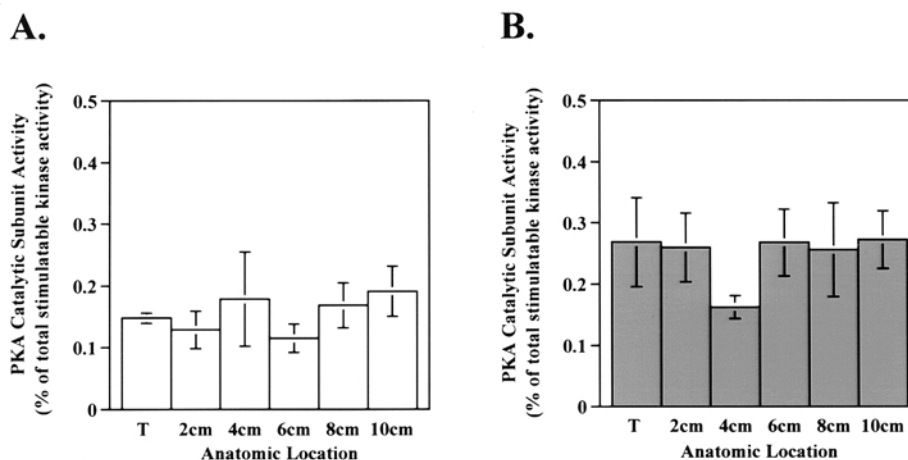 A.
PKA Catalytic Subunit Activity
(% of total stimulatable kinase activity)
0.5
0.4
0.3
0.2
0.1
0
T 2cm 4cm 6cm 8cm 10cm
Anatomic Location
B.
PKA Catalytic Subunit Activity
(% of total stimulatable kinase activity)
0.5
0.4
0.3
0.2
0.1
0
T 2cm 4cm 6cm 8cm 10cm
Anatomic Location